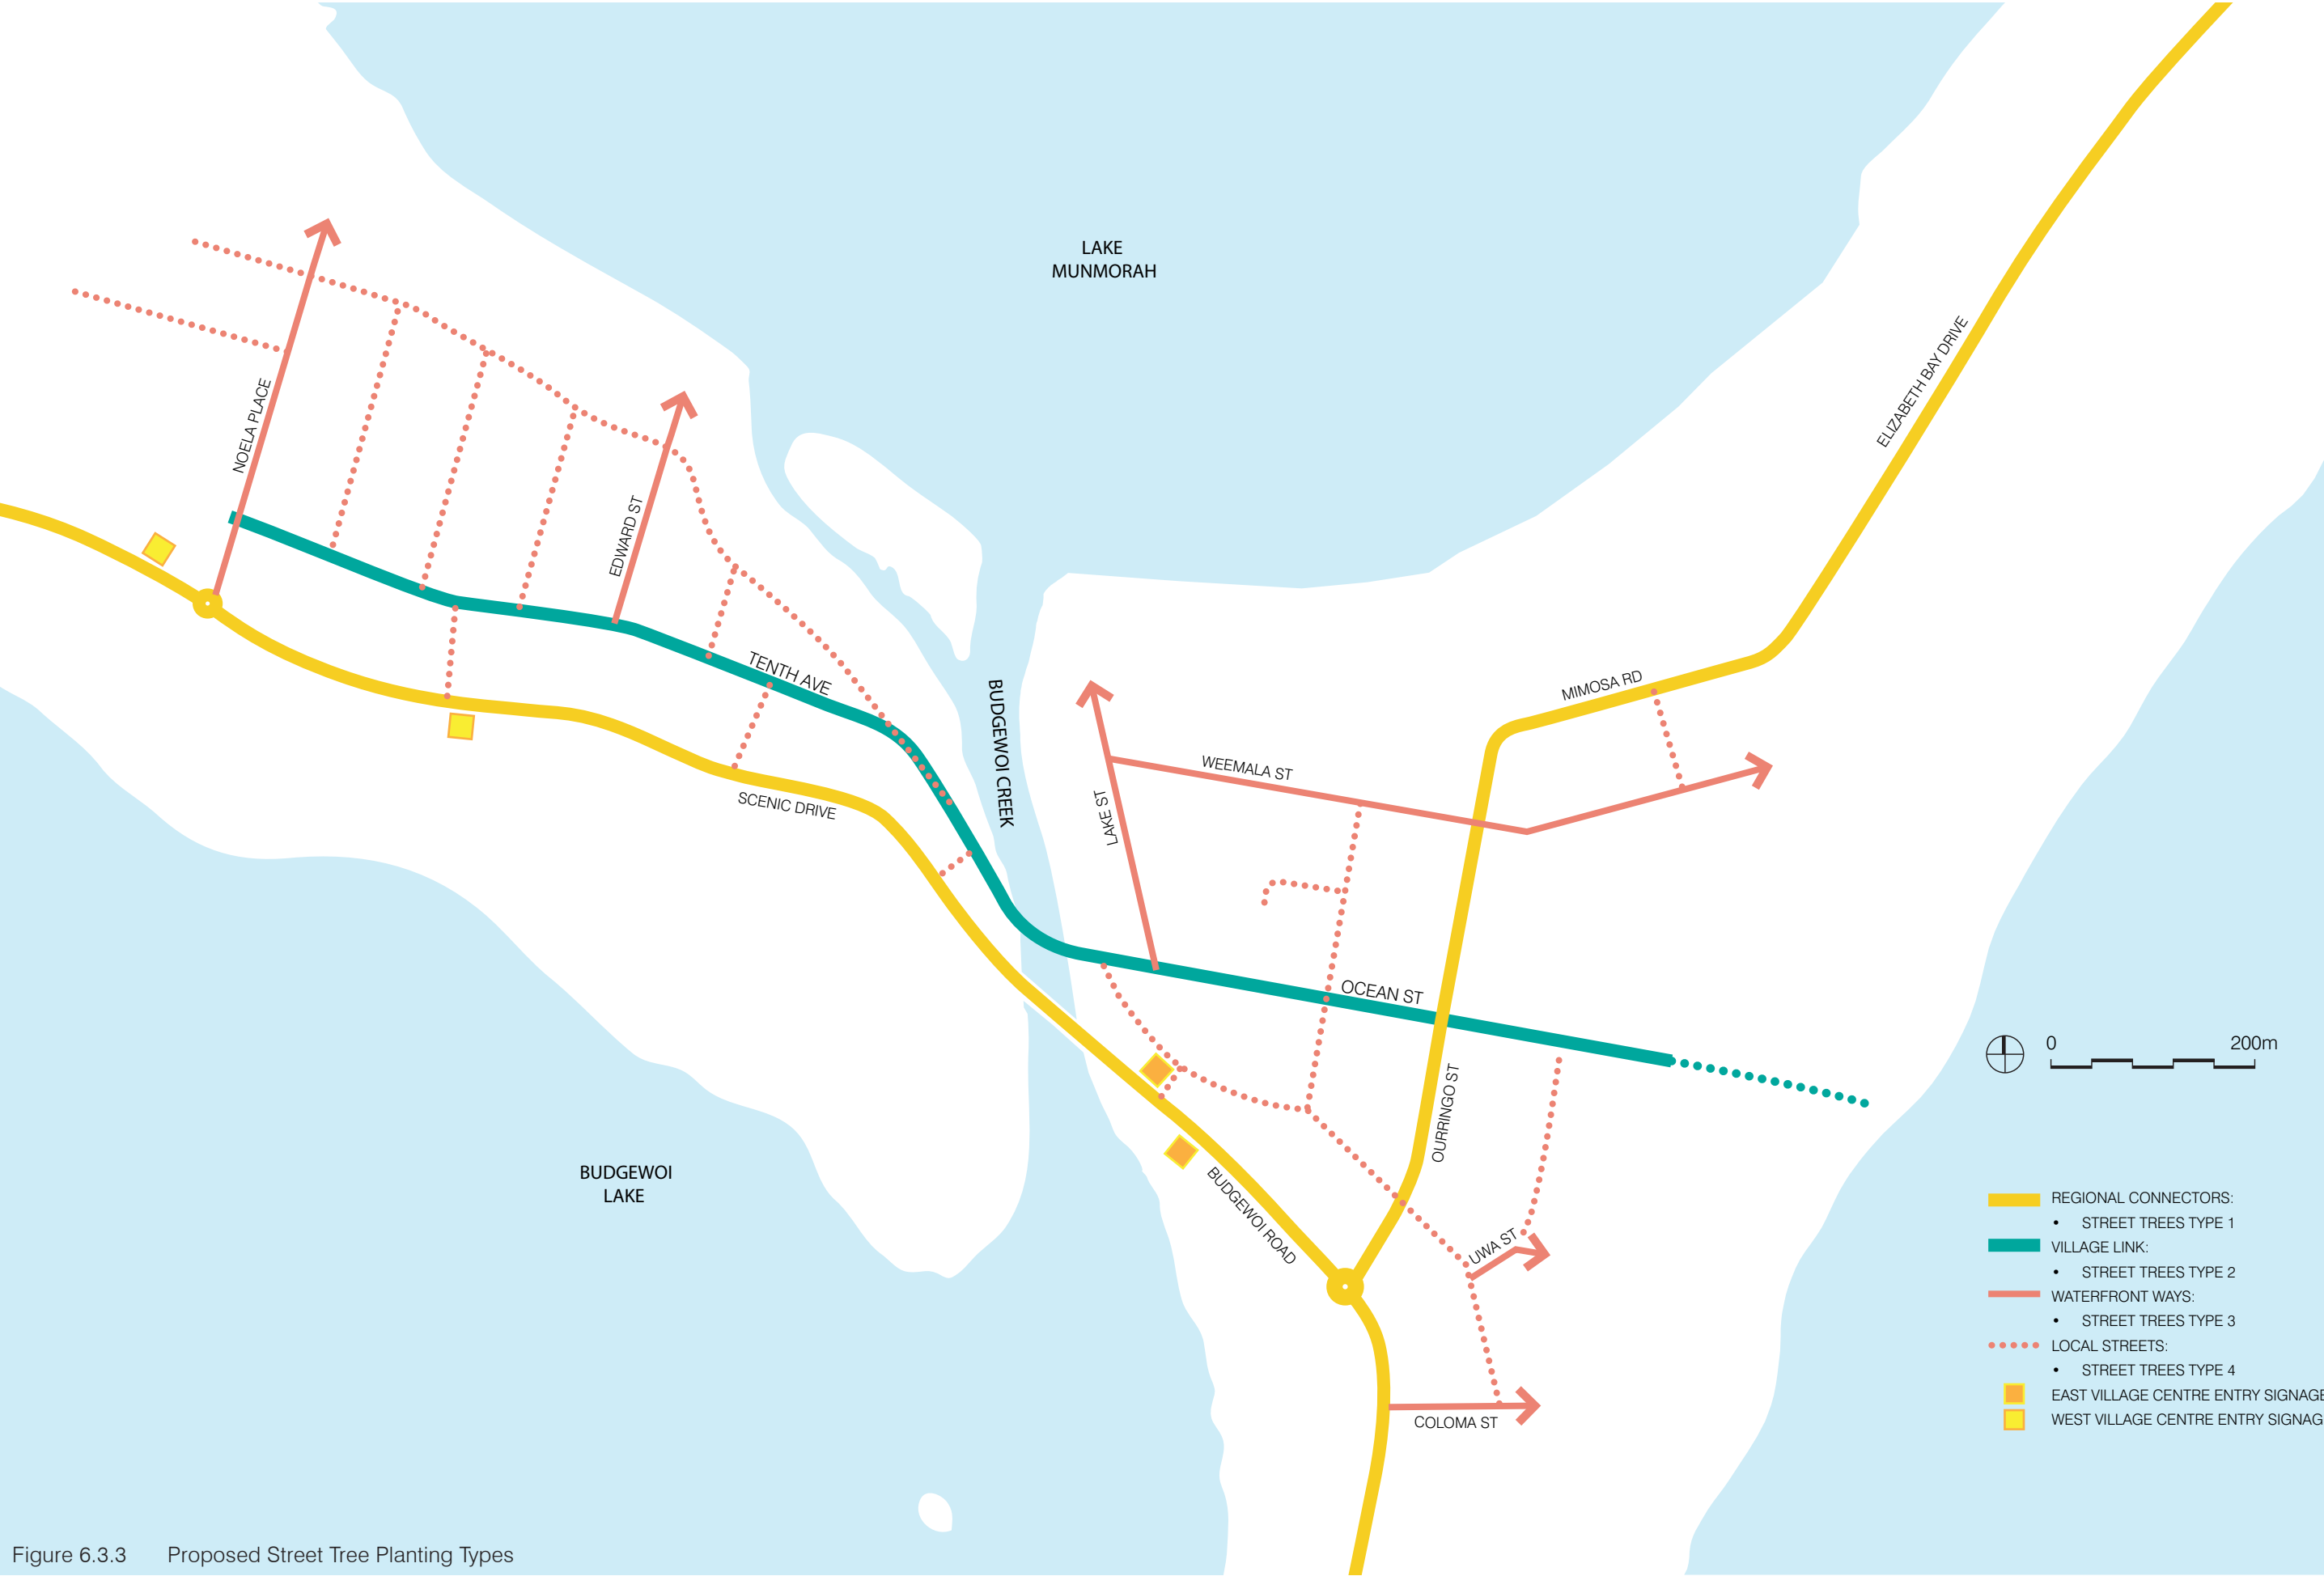 LAKE
MUNMORAH
ELIZABETH BAY DRIVE
NOELA PLACE
EDWARD ST
TENTH AVE
BUDGEWOI CREEK
MIMOSA RD
WEEMALA ST
LAKE ST
SCENIC DRIVE
OCEAN ST
0 200m
OURRINGO ST
BUDGEWOI
LAKE
BUDGEWOI ROAD
UWA ST
COLOMA ST
REGIONAL CONNECTORS:
• STREET TREES TYPE 1
VILLAGE LINK:
• STREET TREES TYPE 2
WATERFRONT WAYS:
• STREET TREES TYPE 3
LOCAL STREETS:
• STREET TREES TYPE 4
EAST VILLAGE CENTRE ENTRY SIGNAGE
WEST VILLAGE CENTRE ENTRY SIGNAG
Figure 6.3.3 Proposed Street Tree Planting Types